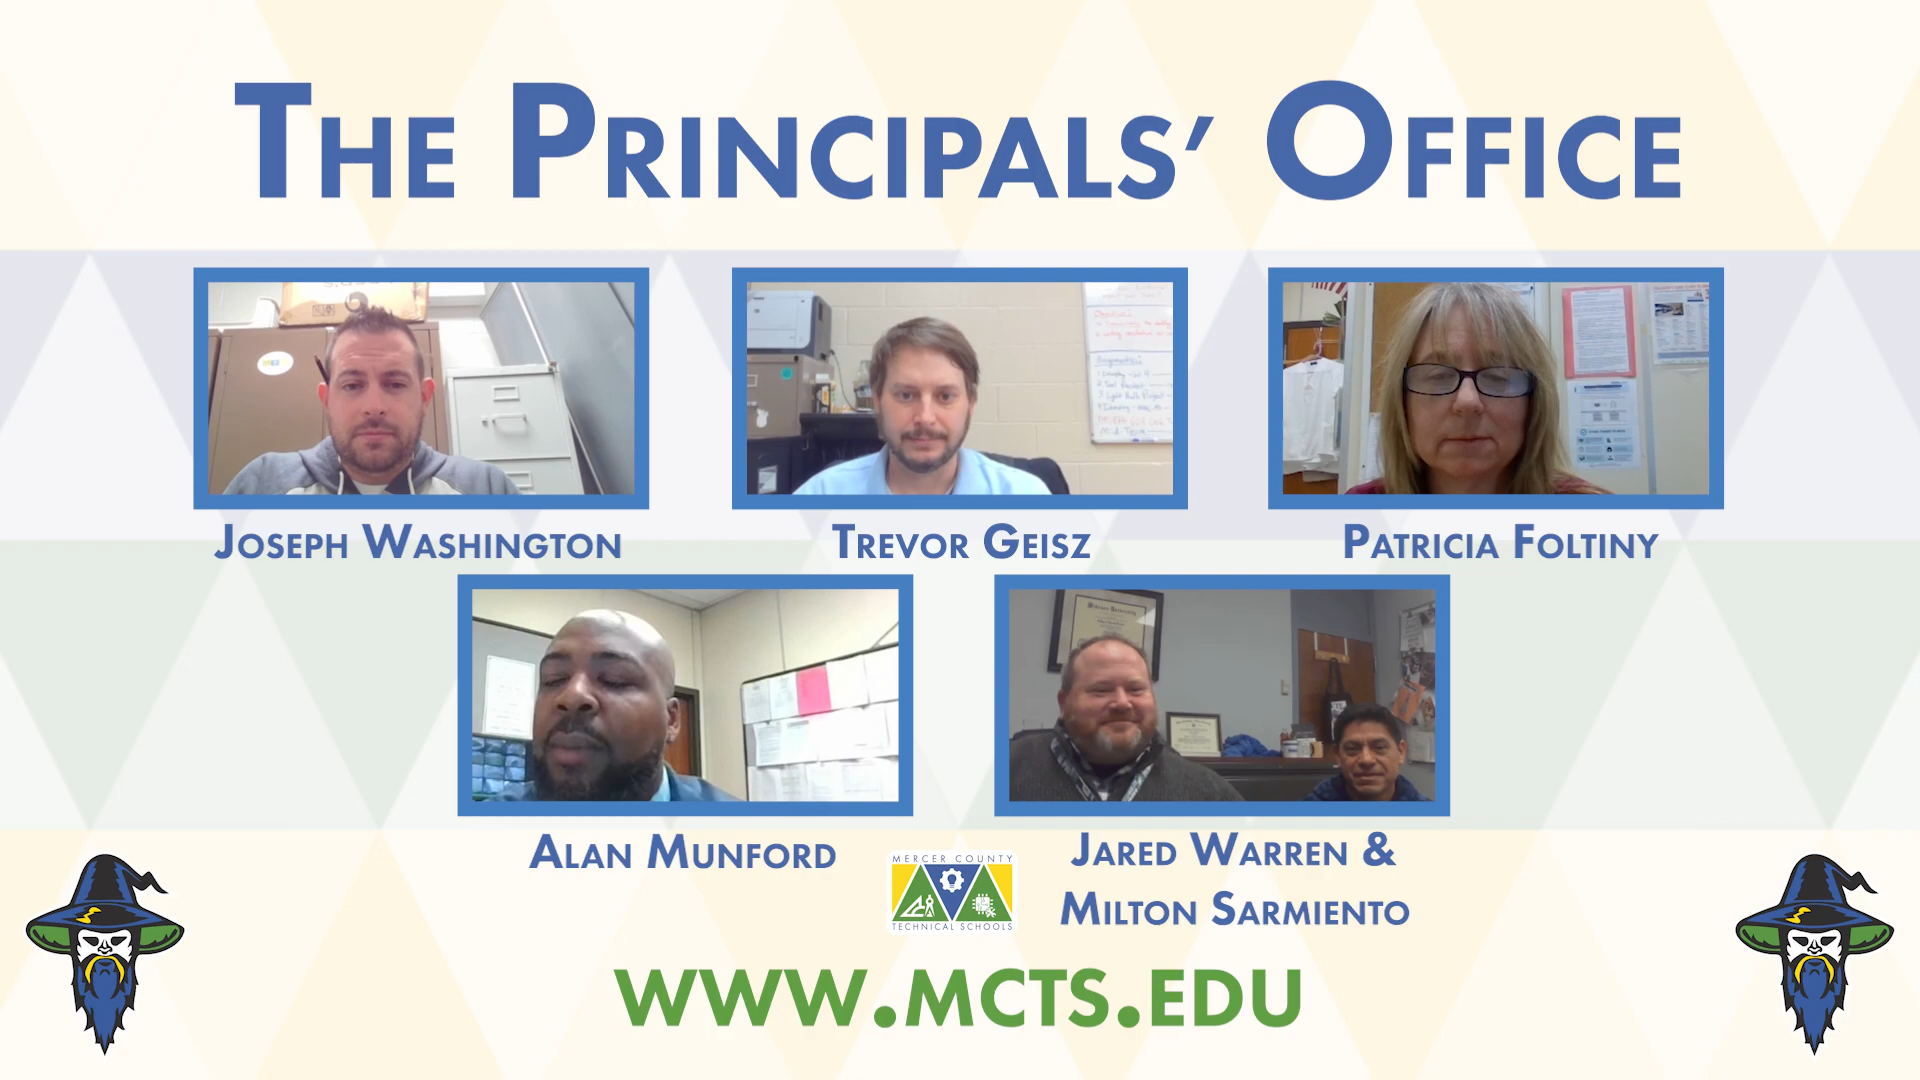 THE PRINCIPALS' OFFICE
JOSEPH WASHINGTON
TREVOR GEISZ
PATRICIA FOLTINY
ALAN MUNFORD
JARED WARREN &
MILTON SARMIENTO
MERCER COUNTY
TECHNICAL SCHOOLS
WWW.MCTS.EDU